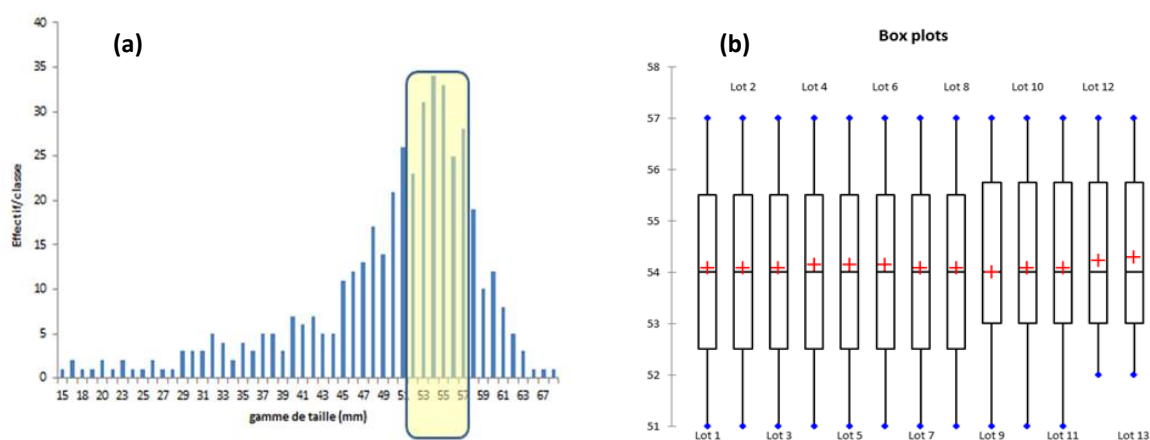 (a)
40
35
30
25
20
15
10
5
0
Effectif/classe
15 18 20 23 25 27 29 31 33 35 37 39 41 43 45 47 49 51 53 55 57 59 61 63 67
gamme de taille (mm)
(b)
Box plots
58
57
56
55
54
53
52
51
Lot 2 Lot 4 Lot 6 Lot 8 Lot 10 Lot 12
Lot 1 Lot 3 Lot 5 Lot 7 Lot 9 Lot 11 Lot 13